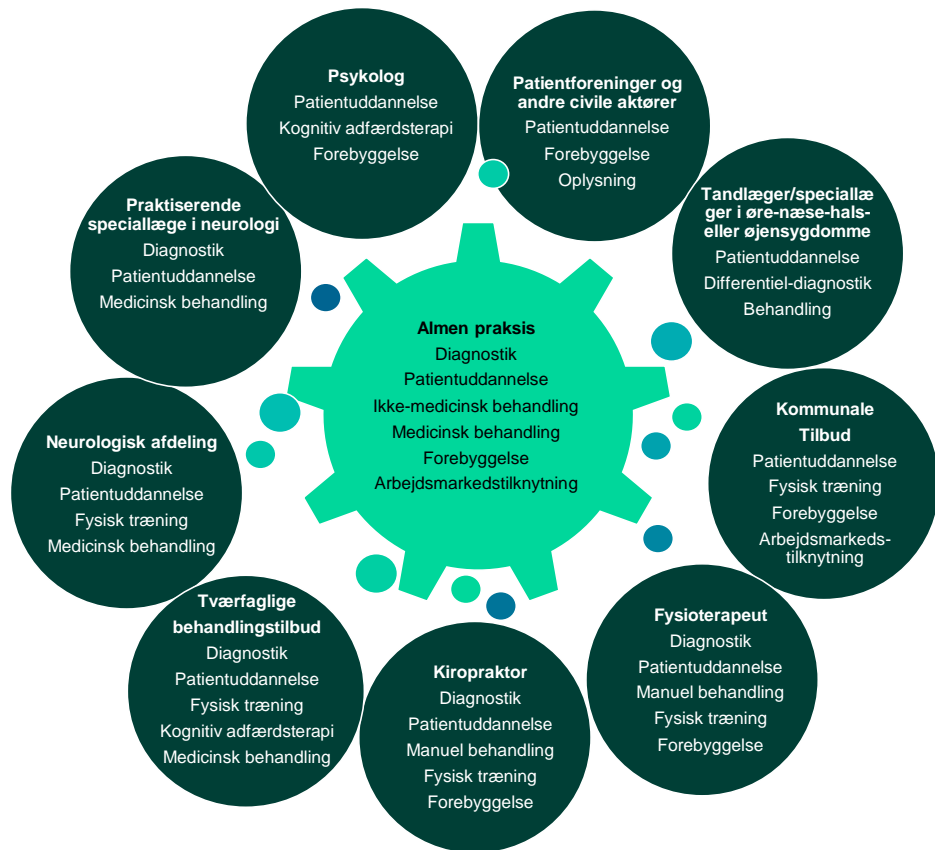 Psykolog
Patientuddannelse
Kognitiv adfærdsterapi
Forebyggelse
Patientforeninger og
andre civile aktører
Patientuddannelse
Forebyggelse
Oplysning
Praktiserende
speciallæge i neurologi
Diagnostik
Patientuddannelse
Medicinsk behandling
Tandlæger/speciallæ
ger i øre-næse-hals-
eller øjensygdomme
Patientuddannelse
Differentiel-diagnostik
Behandling
Almen praksis
Diagnostik
Patientuddannelse
Ikke-medicinsk behandling
Medicinsk behandling
Forebyggelse
Arbejdsmarkedstilknytning
Neurologisk afdeling
Diagnostik
Patientuddannelse
Fysisk træning
Medicinsk behandling
Kommunale
Tilbud
Patientuddannelse
Fysisk træning
Forebyggelse
Arbejdsmarkeds-
tilknytning
Tværfaglige
behandlingstilbud
Diagnostik
Patientuddannelse
Fysisk træning
Kognitiv adfærdsterapi
Medicinsk behandling
Kiropraktor
Diagnostik
Patientuddannelse
Manuel behandling
Fysisk træning
Forebyggelse
Fysioterapeut
Diagnostik
Patientuddannelse
Manuel behandling
Fysisk træning
Forebyggelse